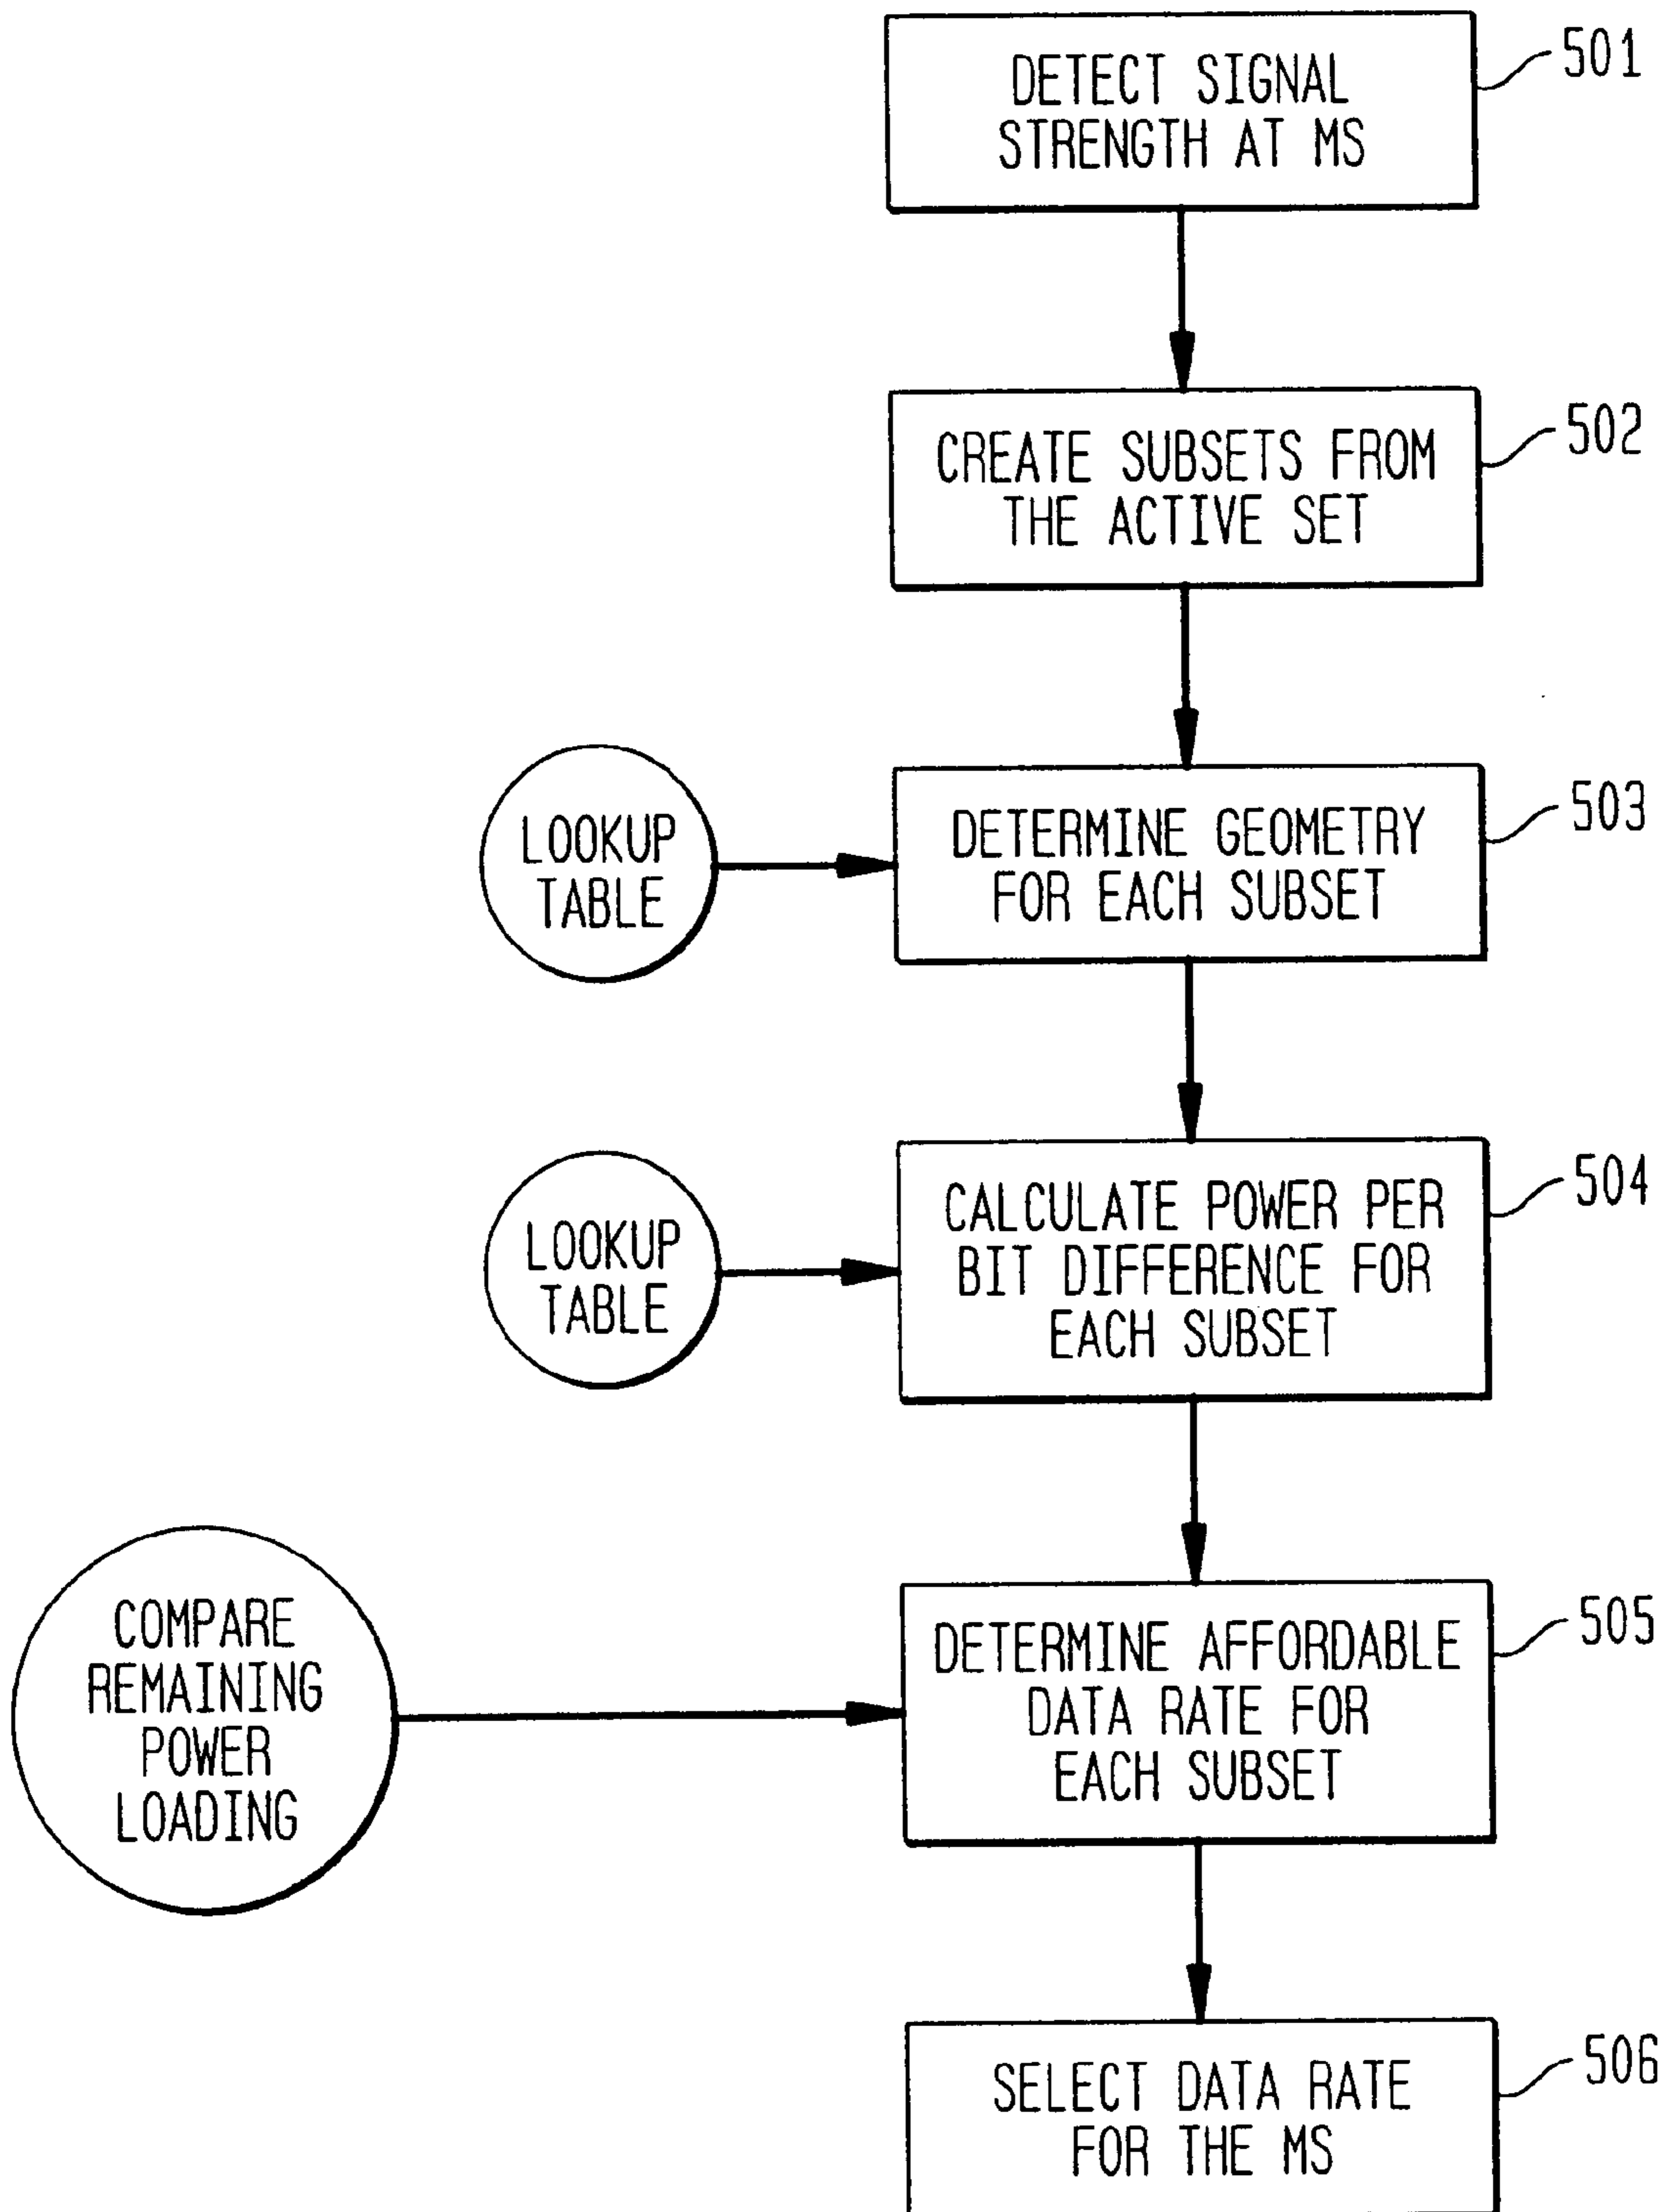 DETECT SIGNAL
STRENGTH AT MS
501
CREATE SUBSETS FROM
THE ACTIVE SET
502
LOOKUP
TABLE
DETERMINE GEOMETRY
FOR EACH SUBSET
503
LOOKUP
TABLE
CALCULATE POWER PER
BIT DIFFERENCE FOR
EACH SUBSET
504
COMPARE
REMAINING
POWER
LOADING
DETERMINE AFFORDABLE
DATA RATE FOR
EACH SUBSET
505
SELECT DATA RATE
FOR THE MS
506